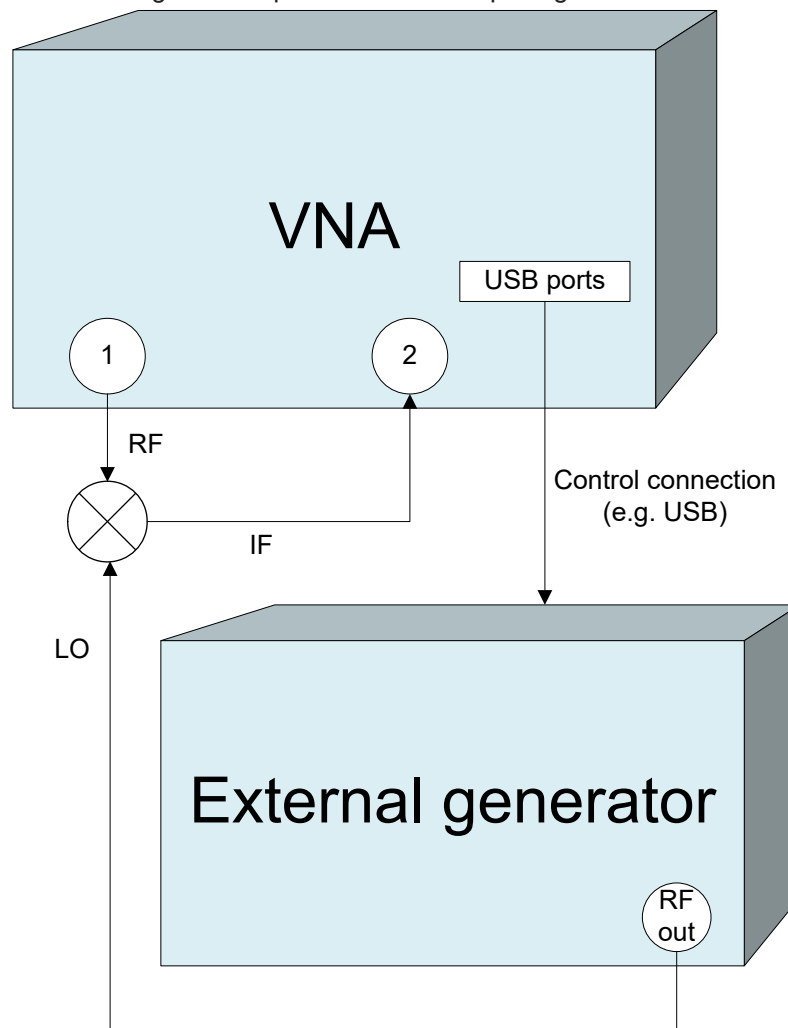 VNA
USB ports
1
2
RF
IF
Control connection
(e.g. USB)
LO
External generator
RF
out